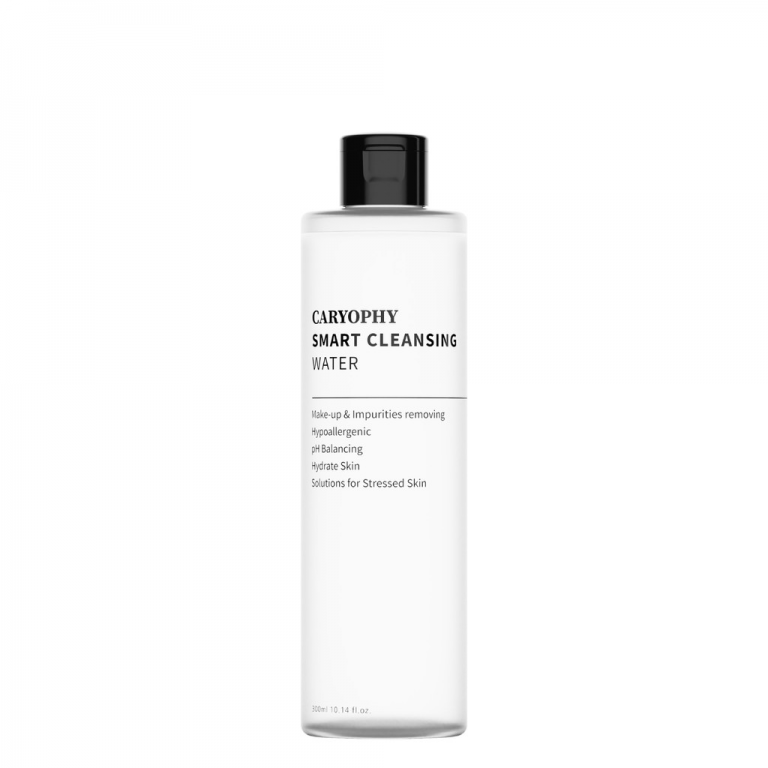 CARYOPHY
SMART CLEANSING
WATER
Make-up & Impurities removing
Hypoallergenic
pH Balancing
Hydrate Skin
Solutions for Stressed Skin
300ml 10.14 fl.oz.